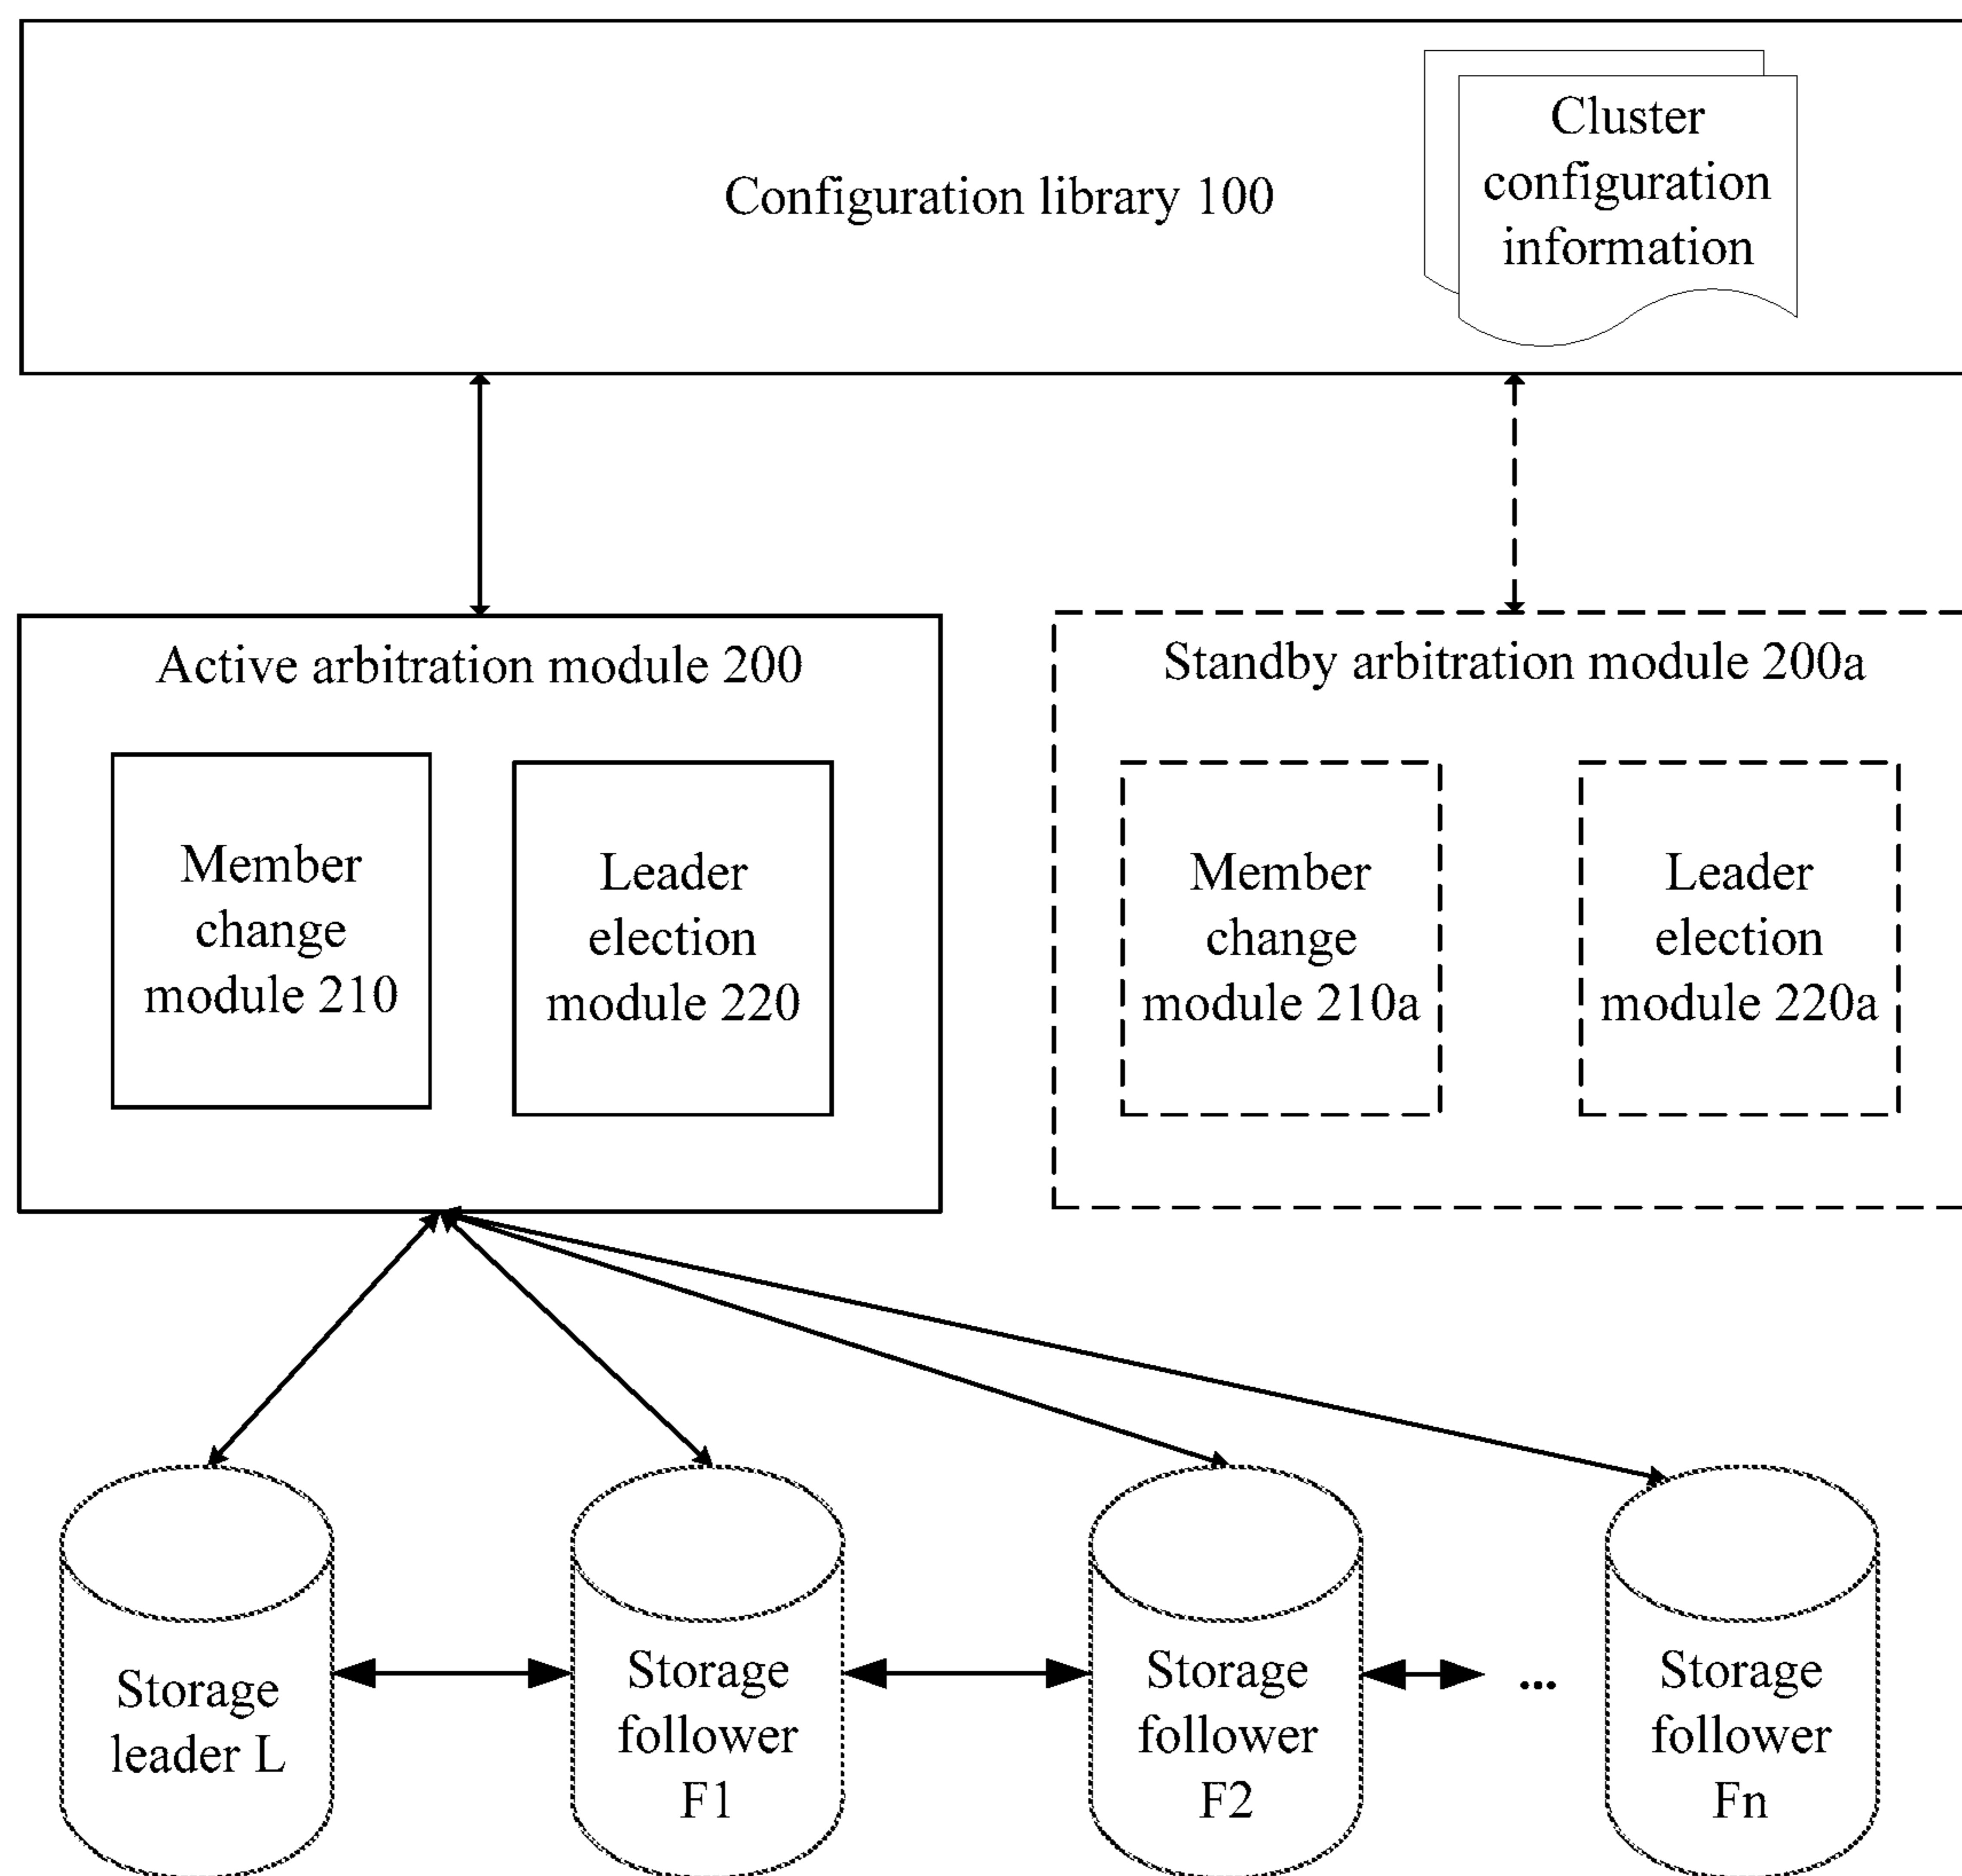 Configuration library 100
Cluster
configuration
information
Active arbitration module 200
Member
change
module 210
Leader
election
module 220
Standby arbitration module 200a
Member
change
module 210a
Leader
election
module 220a
Storage
leader L
Storage
follower
F1
Storage
follower
F2
...
Storage
follower
Fn